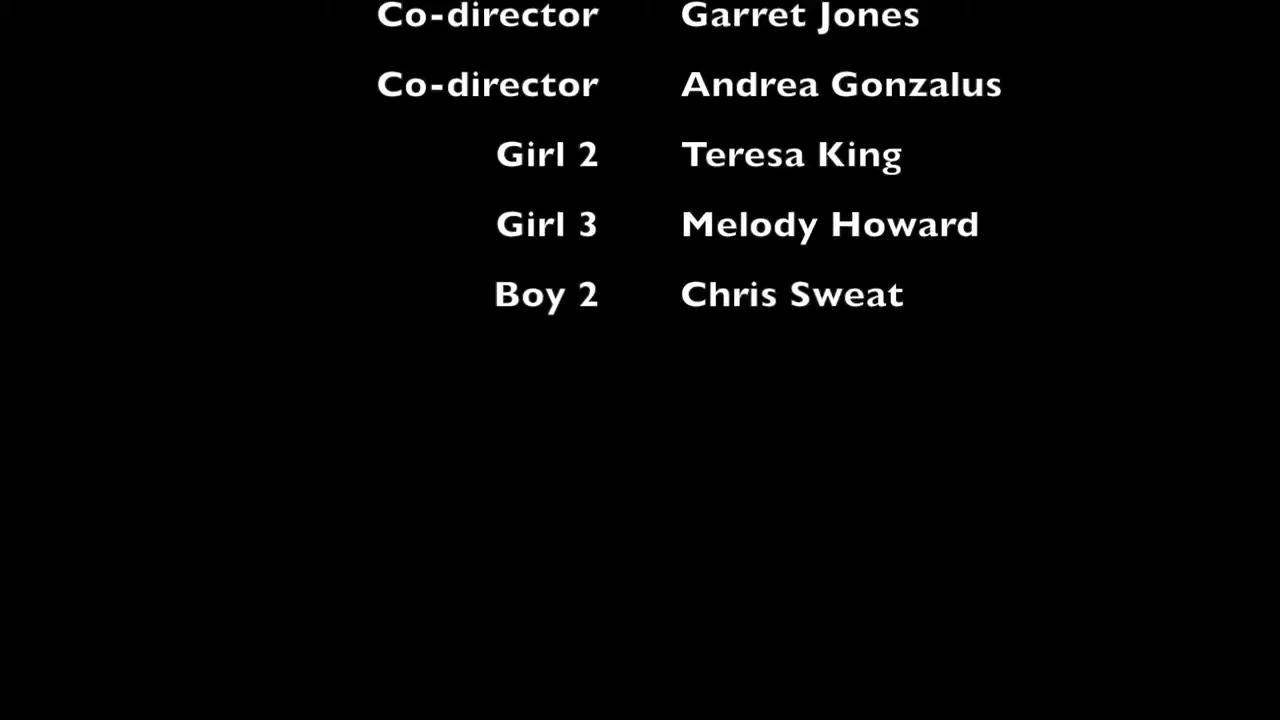 Co-director Garret Jones
Co-director Andrea Gonzalus
Girl 2 Teresa King
Girl 3 Melody Howard
Boy 2 Chris Sweat